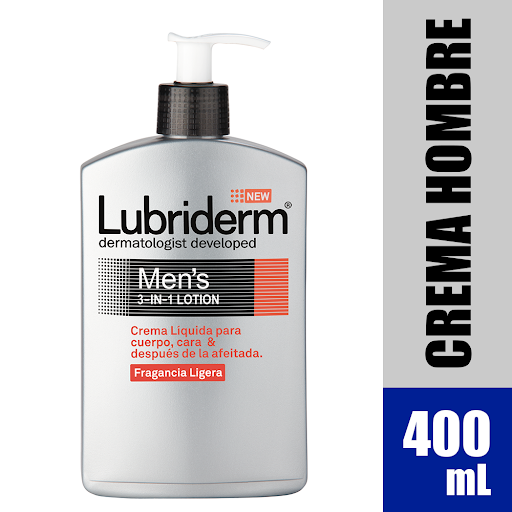 NEW
Lubriderm®
dermatologist developed
Men's
3-IN-1 LOTION
Crema Liquida para
cuerpo, cara &
después de la afeitada.
Fragancia Ligera
CREMA HOMBRE
400
mL